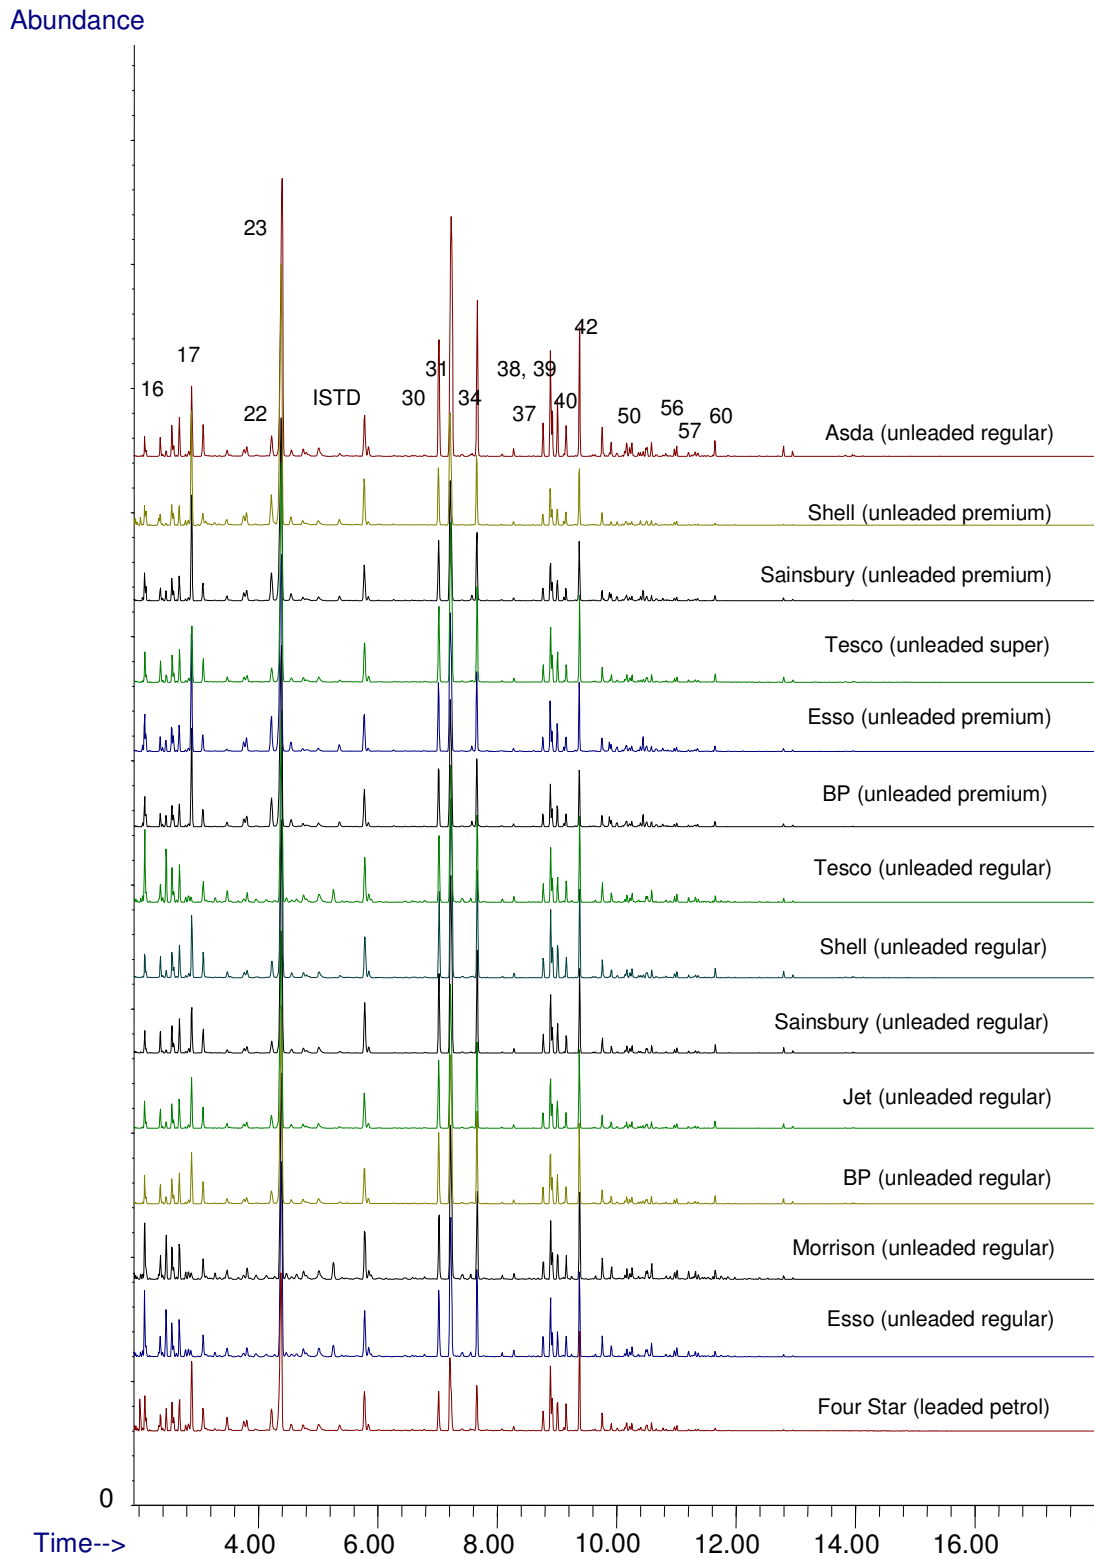 Abundance
23
17
42
31
38, 39
16
ISTD
30
34
40
22
37
50
56
60
57
Asda (unleaded regular)
Shell (unleaded premium)
Sainsbury (unleaded premium)
Tesco (unleaded super)
Esso (unleaded premium)
BP (unleaded premium)
Tesco (unleaded regular)
Shell (unleaded regular)
Sainsbury (unleaded regular)
Jet (unleaded regular)
BP (unleaded regular)
Morrison (unleaded regular)
Esso (unleaded regular)
Four Star (leaded petrol)
0
Time--> 4.00 6.00 8.00 10.00 12.00 14.00 16.00